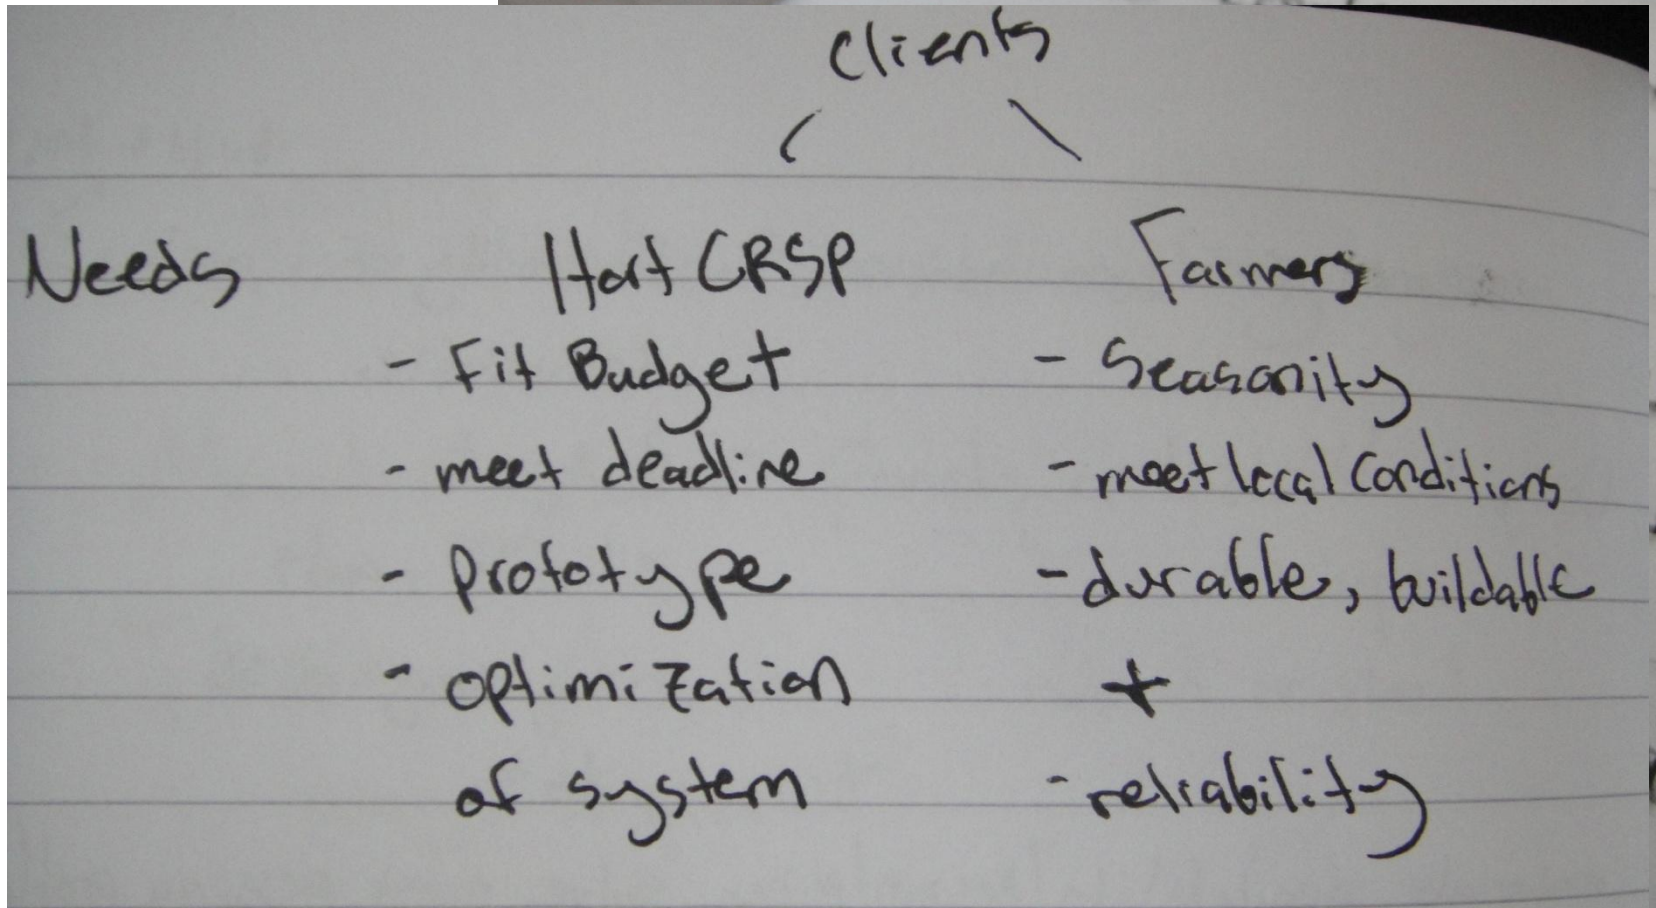 Clients
Needs Hort CRSP Farmers
- Fit Budget - Seasonity
- meet deadline - meet local conditions
- prototype - durable, buildable
- optimization +
of system - reliability